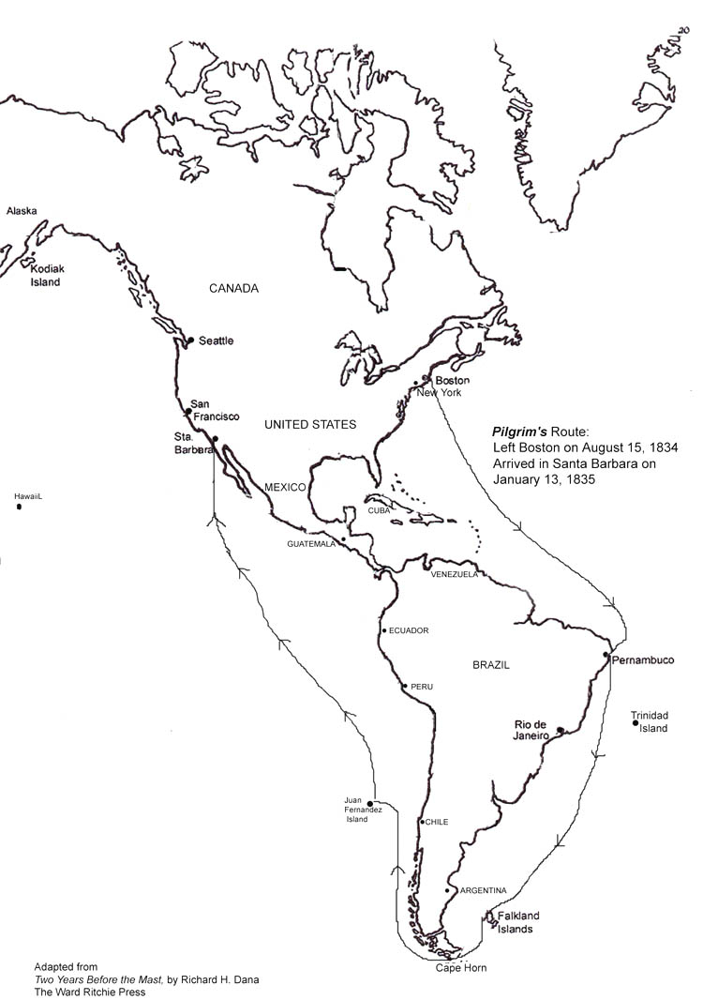 20
Alaska
Kodiak
Island
CANADA
Seattle
Boston
New York
San
Francisco
UNITED STATES
Sta.
Barbara
Pilgrim's Route:
Left Boston on August 15, 1834
Arrived in Santa Barbara on
January 13, 1835
MEXICO
HawaiiL
CUBA
GUATEMALA
VENEZUELA
ECUADOR
BRAZIL
Pernambuco
PERU
Trinidad
Island
Rio de
Janeiro
Juan
Fernandez
Island
CHILE
ARGENTINA
Falkland
Islands
Cape Horn
Adapted from
Two Years Before the Mast, by Richard H. Dana
The Ward Ritchie Press